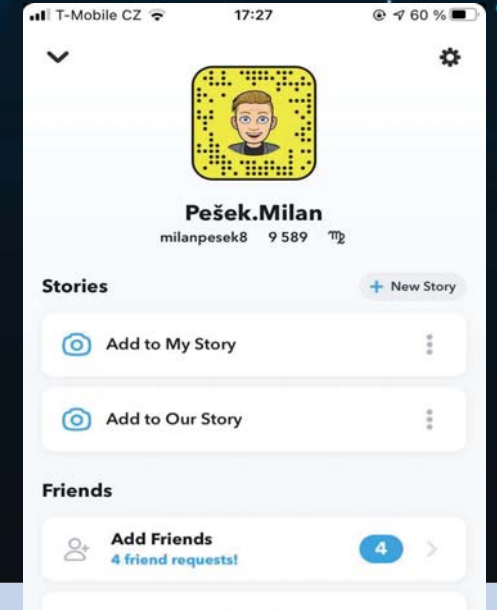 T-Mobile CZ 17:27 60 %
Pešek.Milan
milanpesek8 9 589 ♍
Stories
+ New Story
Add to My Story
Add to Our Story
Friends
Add Friends
4 friend requests!
4